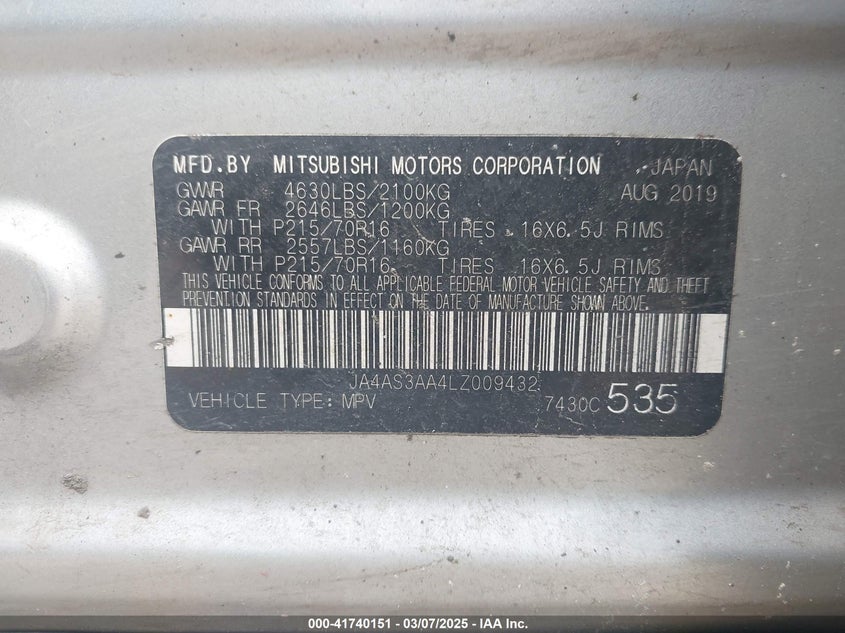 MFD.BY MITSUBISHI MOTORS CORPORATION JAPAN
GVWR 4630LBS/2100KG AUG 2019
GAWR FR 2646LBS/1200KG
WITH P215/70R16 TIRES 16X6.5J RIMS
GAWR RR 2557LBS/1160KG
WITH P215/70R16 TIRES 16X6.5J RIMS
THIS VEHICLE CONFORMS TO ALL APPLICABLE FEDERAL MOTOR VEHICLE SAFETY AND THEFT
PREVENTION STANDARDS IN EFFECT ON THE DATE OF MANUFACTURE SHOWN ABOVE.
JA4AS3AA4LZ009432
VEHICLE TYPE: MPV 7430C 535
000-41740151 - 03/07/2025 - IAA Inc.